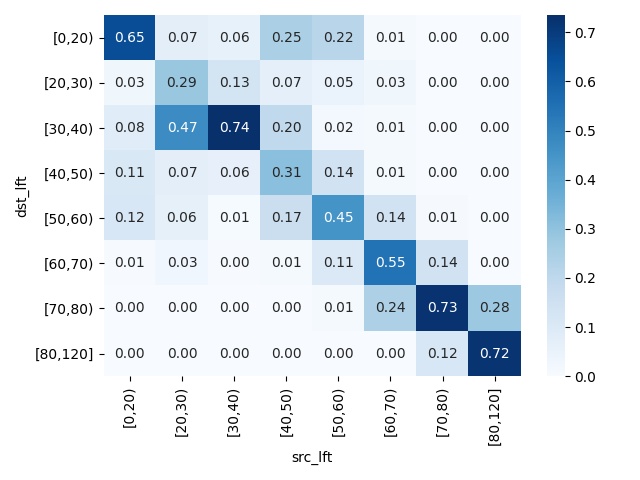 [0,20) 0.65 0.07 0.06 0.25 0.22 0.01 0.00 0.00
[20,30) 0.03 0.29 0.13 0.07 0.05 0.03 0.00 0.00
[30,40) 0.08 0.47 0.74 0.20 0.02 0.01 0.00 0.00
[40,50) 0.11 0.07 0.06 0.31 0.14 0.01 0.00 0.00
[50,60) 0.12 0.06 0.01 0.17 0.45 0.14 0.01 0.00
[60,70) 0.01 0.03 0.00 0.01 0.11 0.55 0.14 0.00
[70,80) 0.00 0.00 0.00 0.00 0.01 0.24 0.73 0.28
[80,120] 0.00 0.00 0.00 0.00 0.00 0.00 0.12 0.72
dst_lft
[0,20) [20,30) [30,40) [40,50) [50,60) [60,70) [70,80) [80,120]
src_lft
0.7
0.6
0.5
0.4
0.3
0.2
0.1
0.0